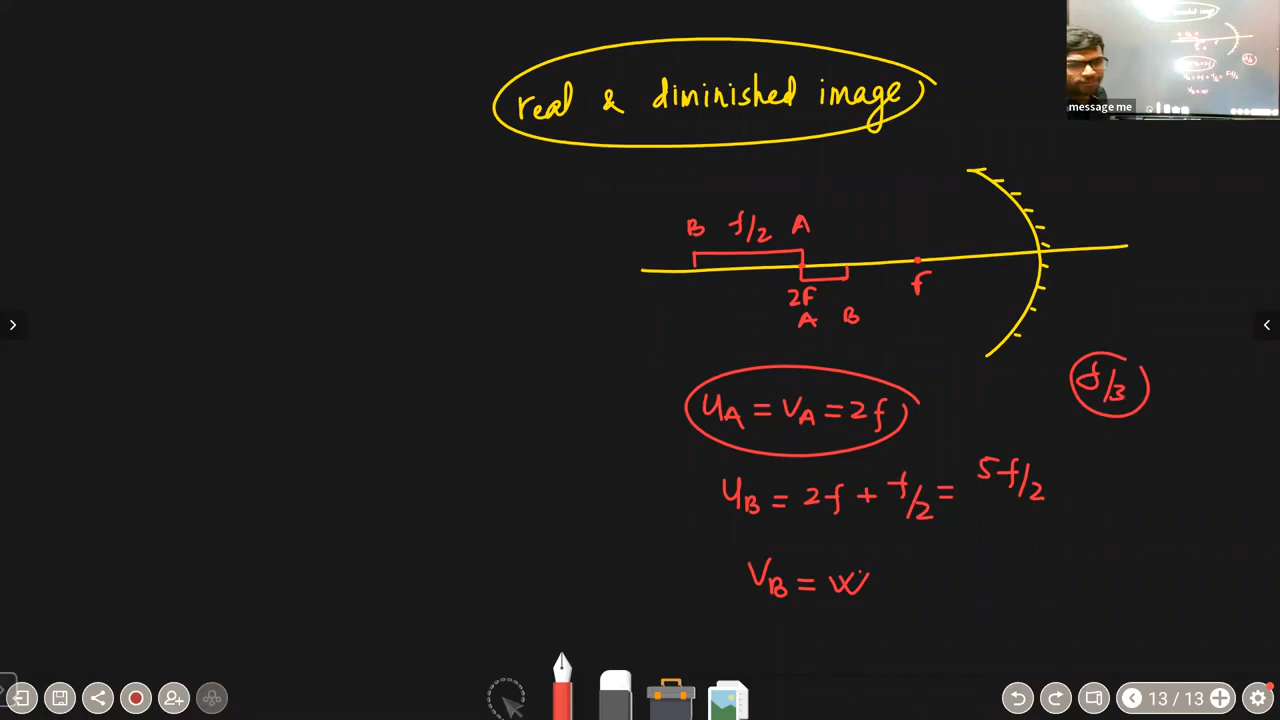 real & diminished image
message me
B f/2 A
2F
f
A B
f/3
uA = vA = 2f
uB = 2f + f/2 = 5f/2
vB =
13 / 13